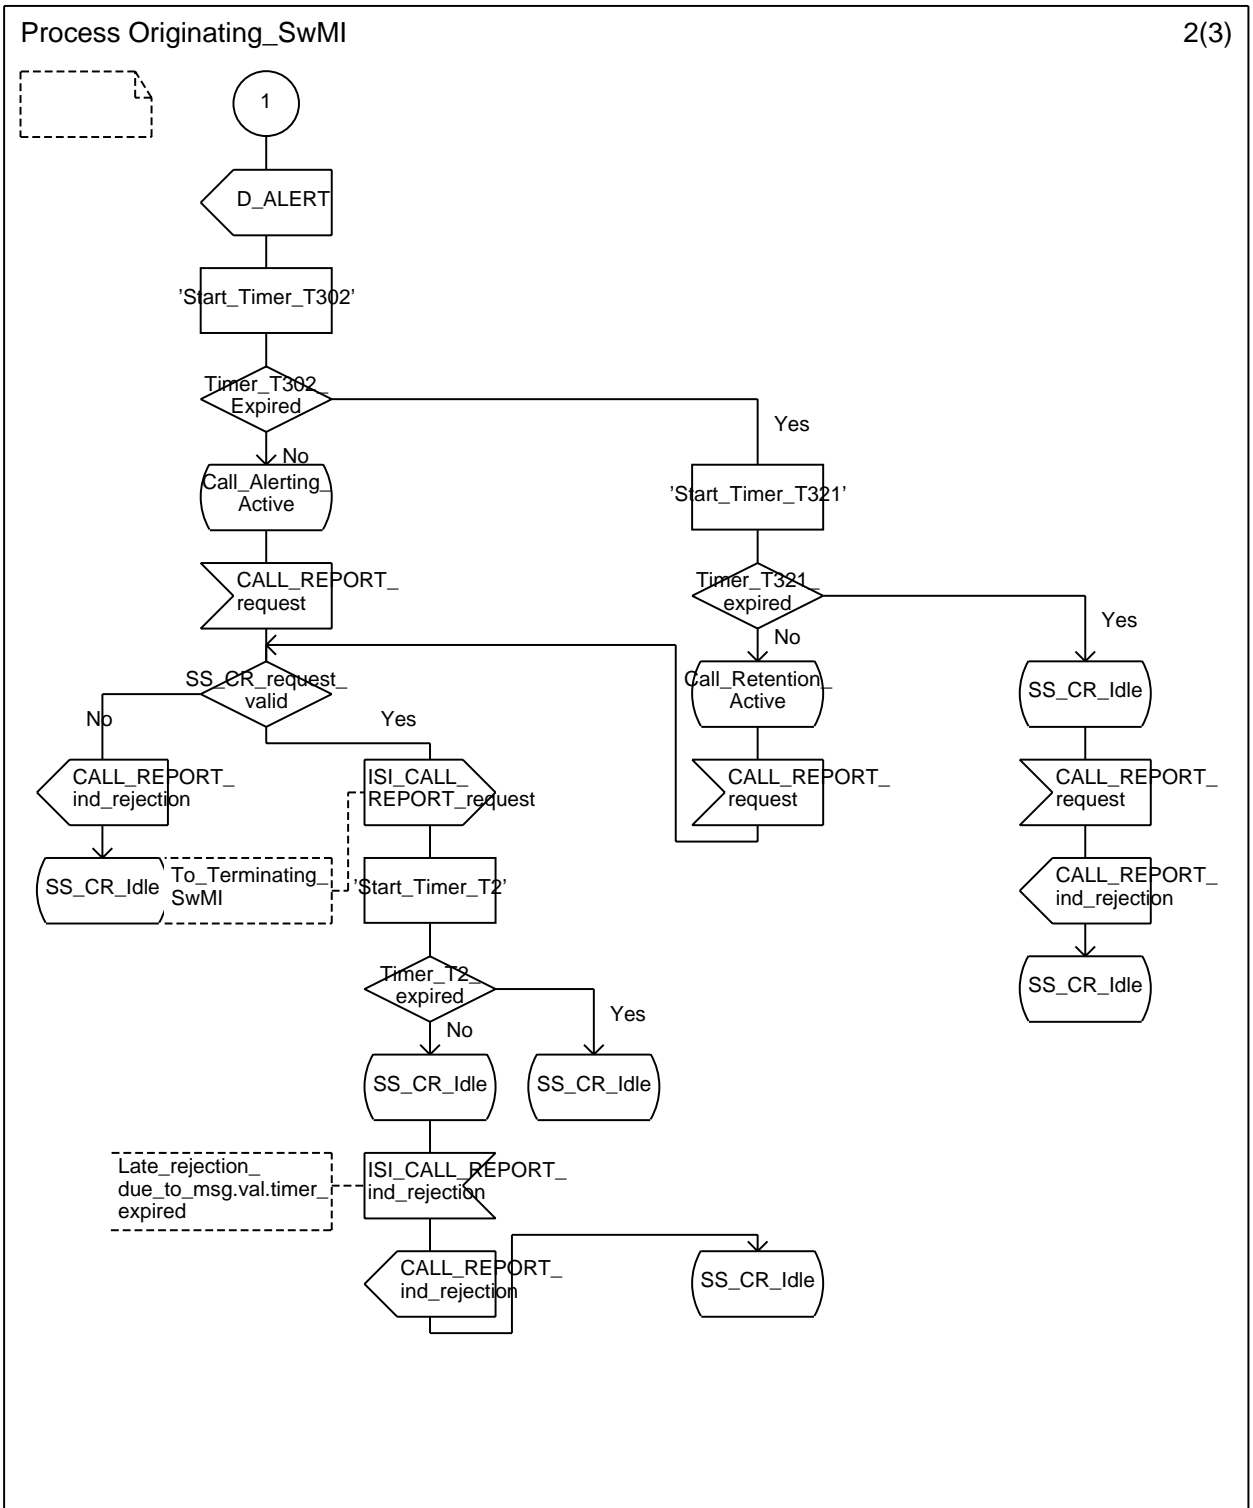 Process Originating_SwMI
2(3)
1
D_ALERT
'Start_Timer_T302'
Timer_T302_
Expired
Yes
No
Call_Alerting_
Active
'Start_Timer_T321'
CALL_REPORT_
request
Timer_T321_
expired
Yes
No
SS_CR_request_
valid
Call_Retention_
Active
SS_CR_Idle
No
Yes
CALL_REPORT_
ind_rejection
ISI_CALL_
REPORT_request
CALL_REPORT_
request
CALL_REPORT_
request
SS_CR_Idle
To_Terminating_
SwMI
'Start_Timer_T2'
CALL_REPORT_
ind_rejection
Timer_T2_
expired
SS_CR_Idle
Yes
No
SS_CR_Idle
SS_CR_Idle
Late_rejection_
due_to_msg.val.timer_
expired
ISI_CALL_REPORT_
ind_rejection
CALL_REPORT_
ind_rejection
SS_CR_Idle